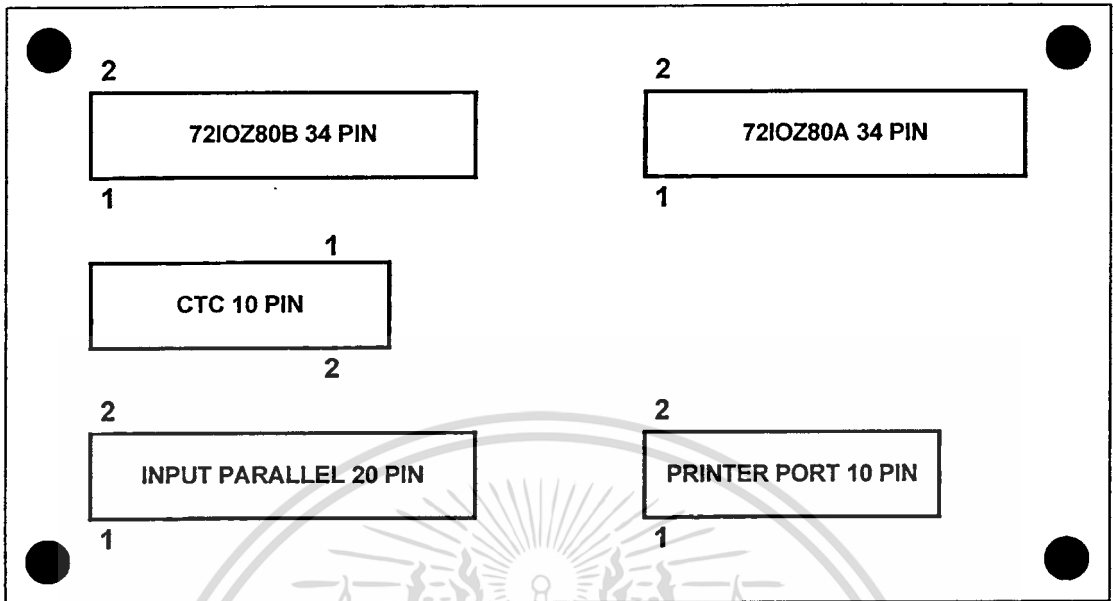 2 2
72IOZ80B 34 PIN 72IOZ80A 34 PIN
1 1
1
CTC 10 PIN
2
2 2
INPUT PARALLEL 20 PIN PRINTER PORT 10 PIN
1 1